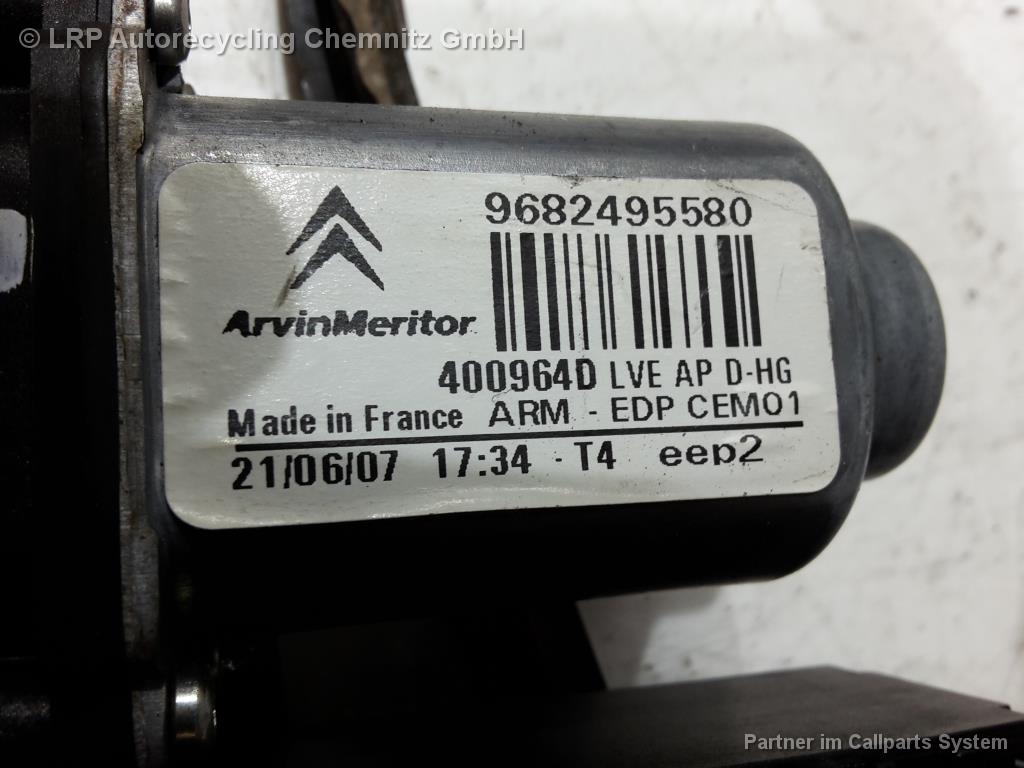 © LRP Autorecycling Chemnitz GmbH
9682495580
ArvinMeritor
400964D LVE AP D-HG
Made in France ARM - EDP CEM01
21/06/07 17:34 - T4 eep2
Partner im Callparts System